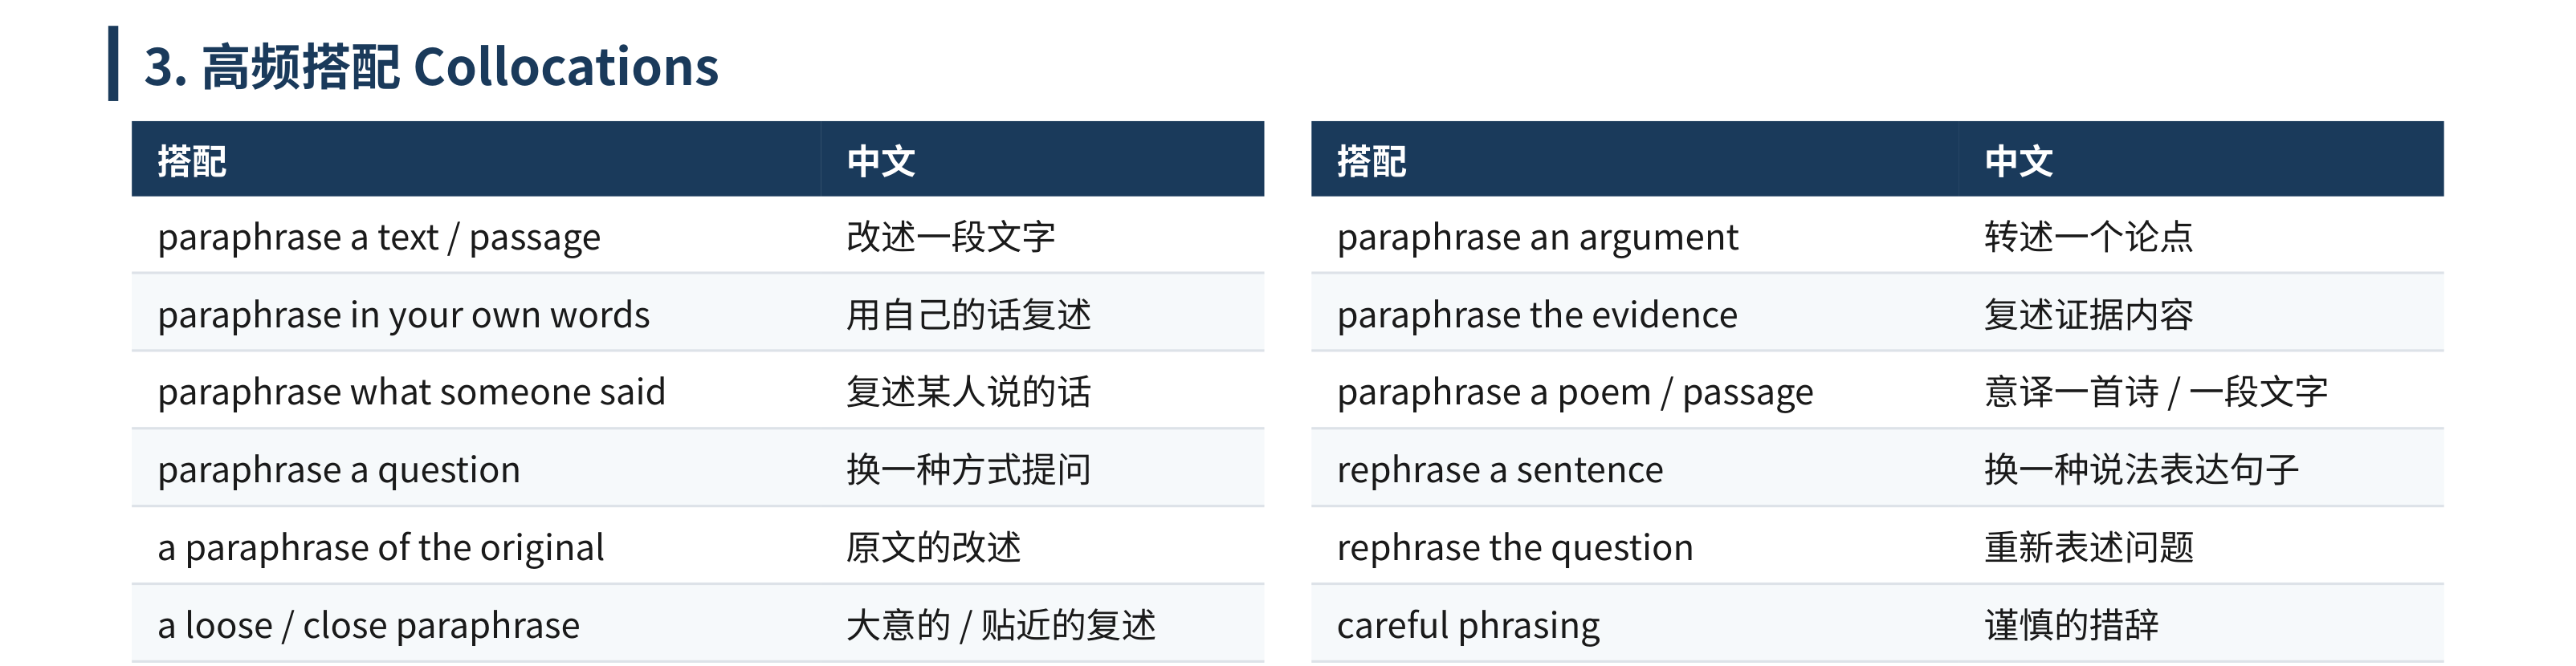 3. 高频搭配 Collocations
搭配 中文
paraphrase a text / passage 改述一段文字
paraphrase in your own words 用自己的话复述
paraphrase what someone said 复述某人说的话
paraphrase a question 换一种方式提问
a paraphrase of the original 原文的改述
a loose / close paraphrase 大意的 / 贴近的复述
搭配 中文
paraphrase an argument 转述一个论点
paraphrase the evidence 复述证据内容
paraphrase a poem / passage 意译一首诗 / 一段文字
rephrase a sentence 换一种说法表达句子
rephrase the question 重新表述问题
careful phrasing 谨慎的措辞